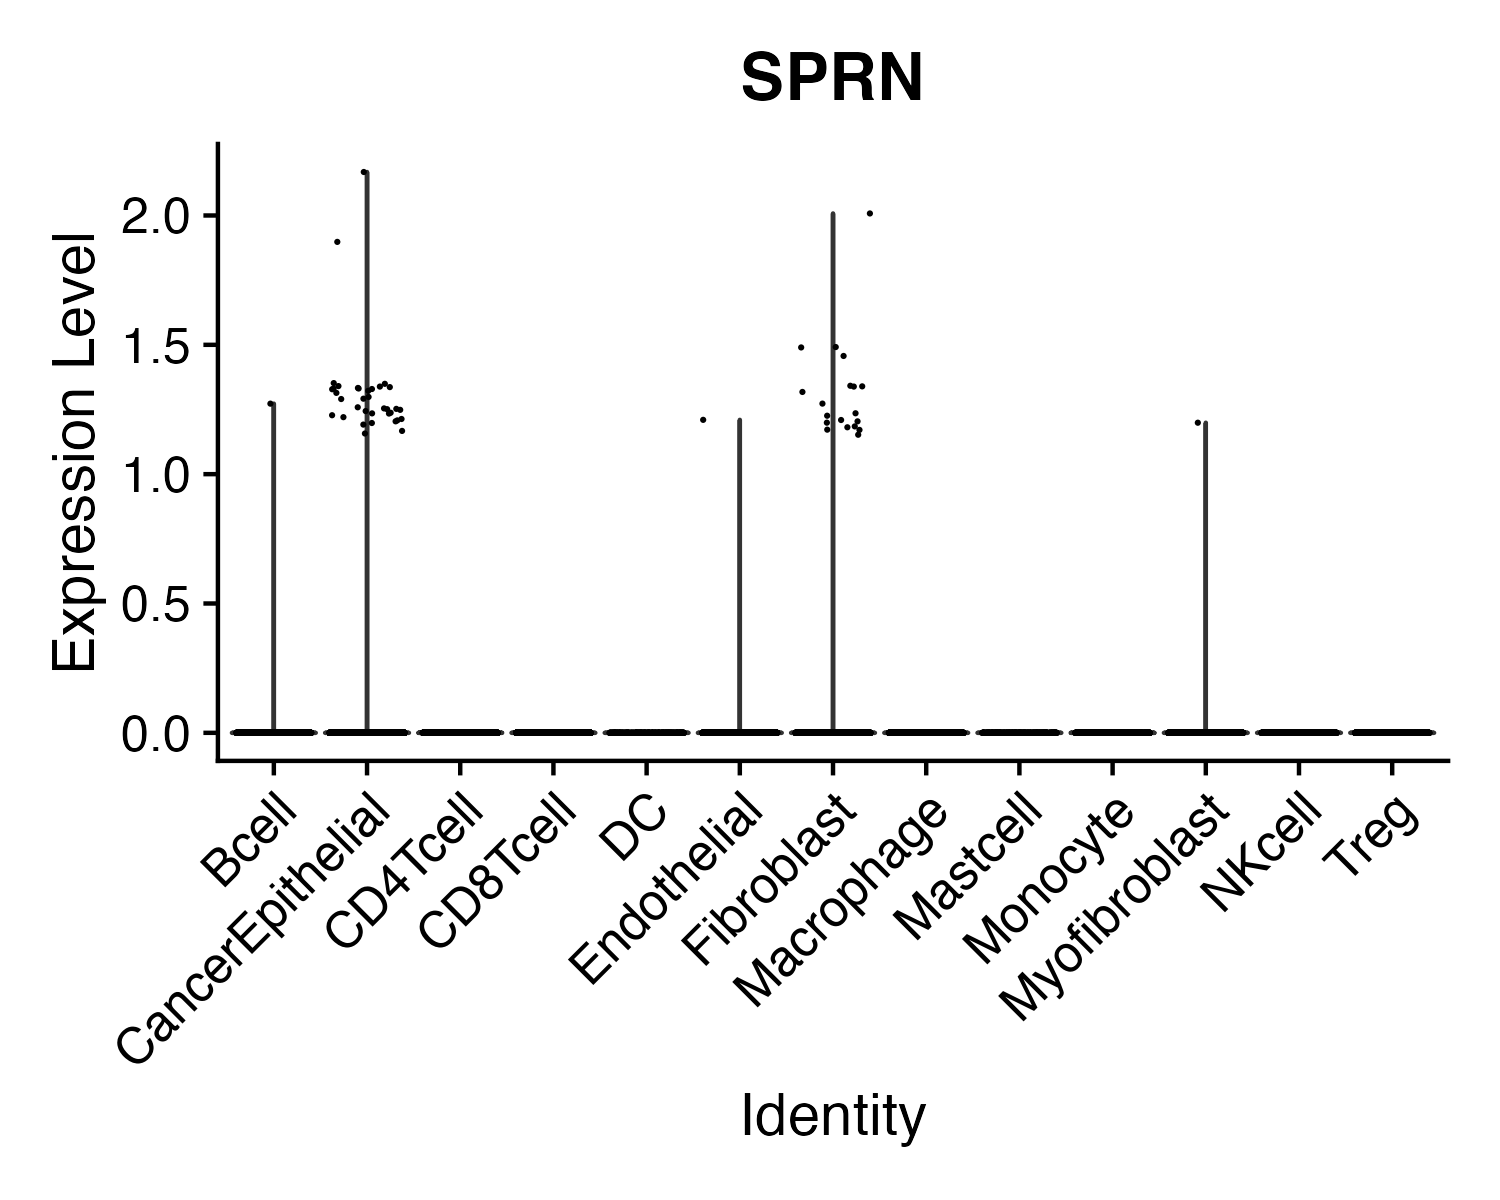 SPRN
Expression Level
2.0
1.5
1.0
0.5
0.0
Bcell
CancerEpithelial
CD4Tcell
CD8Tcell
DC
Endothelial
Fibroblast
Macrophage
Mastcell
Monocyte
Myofibroblast
NKcell
Treg
Identity